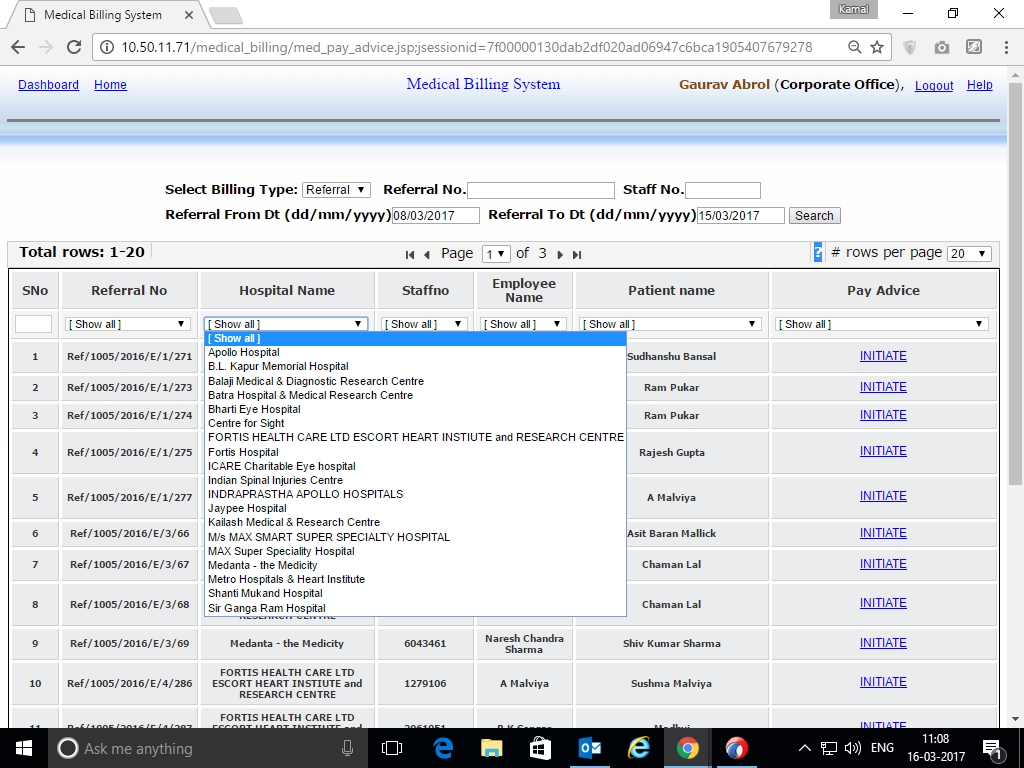 Medical Billing System
Kamal
10.50.11.71/medical_billing/med_pay_advice.jsp;jsessionid=7f00000130dab2df020ad06947c6bca1905407679278
Dashboard Home Medical Billing System Gaurav Abrol (Corporate Office), Logout Help
Select Billing Type: Referral Referral No. Staff No.
Referral From Dt (dd/mm/yyyy) 08/03/2017 Referral To Dt (dd/mm/yyyy) 15/03/2017 Search
Total rows: 1-20 Page 1 of 3 ? # rows per page 20
SNo Referral No Hospital Name Staffno Employee Name Patient name Pay Advice
[ Show all ] [ Show all ] [ Show all ] [ Show all ] [ Show all ] [ Show all ]
[ Show all ]
Apollo Hospital
B.L. Kapur Memorial Hospital
Balaji Medical & Diagnostic Research Centre
Batra Hospital & Medical Research Centre
Bharti Eye Hospital
Centre for Sight
FORTIS HEALTH CARE LTD ESCORT HEART INSTIUTE and RESEARCH CENTRE
Fortis Hospital
ICARE Charitable Eye hospital
Indian Spinal Injuries Centre
INDRAPRASTHA APOLLO HOSPITALS
Jaypee Hospital
Kailash Medical & Research Centre
M/s MAX SMART SUPER SPECIALTY HOSPITAL
MAX Super Speciality Hospital
Medanta - the Medicity
Metro Hospitals & Heart Institute
Shanti Mukand Hospital
Sir Ganga Ram Hospital
1 Ref/1005/2016/E/1/271 Sudhanshu Bansal INITIATE
2 Ref/1005/2016/E/1/273 Ram Pukar INITIATE
3 Ref/1005/2016/E/1/274 Ram Pukar INITIATE
4 Ref/1005/2016/E/1/275 Rajesh Gupta INITIATE
5 Ref/1005/2016/E/1/277 A Malviya INITIATE
6 Ref/1005/2016/E/3/66 Asit Baran Mallick INITIATE
7 Ref/1005/2016/E/3/67 Chaman Lal INITIATE
8 Ref/1005/2016/E/3/68 RESEARCH CENTRE Chaman Lal INITIATE
9 Ref/1005/2016/E/3/69 Medanta - the Medicity 6043461 Naresh Chandra Sharma Shiv Kumar Sharma INITIATE
10 Ref/1005/2016/E/4/286 FORTIS HEALTH CARE LTD ESCORT HEART INSTIUTE and RESEARCH CENTRE 1279106 A Malviya Sushma Malviya INITIATE
11 FORTIS HEALTH CARE LTD INITIATE
Ask me anything
ENG
11:08
16-03-2017
1